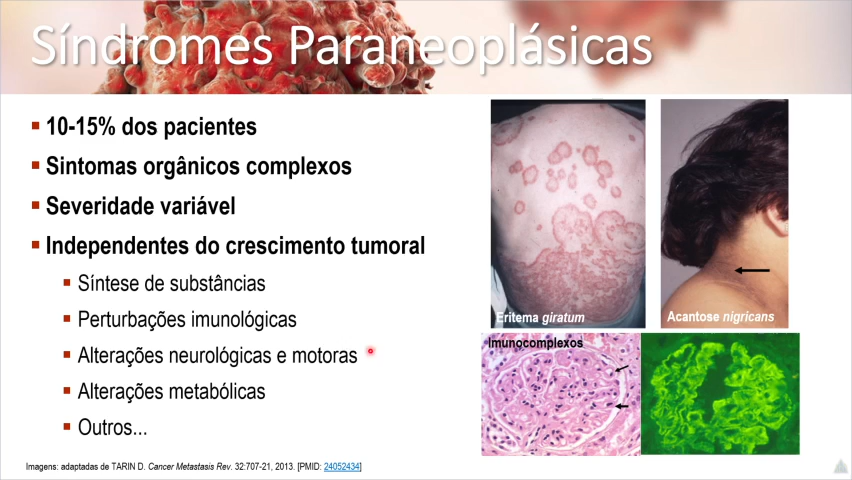 Síndromes Paraneoplásicas
10-15% dos pacientes
Sintomas orgânicos complexos
Severidade variável
Independentes do crescimento tumoral
Síntese de substâncias
Perturbações imunológicas
Alterações neurológicas e motoras
Alterações metabólicas
Outros...
Eritema giratum
Acantose nigricans
Imunocomplexos
Imagens: adaptadas de TARIN D. Cancer Metastasis Rev. 32:707-21, 2013. [PMID: 24052434]